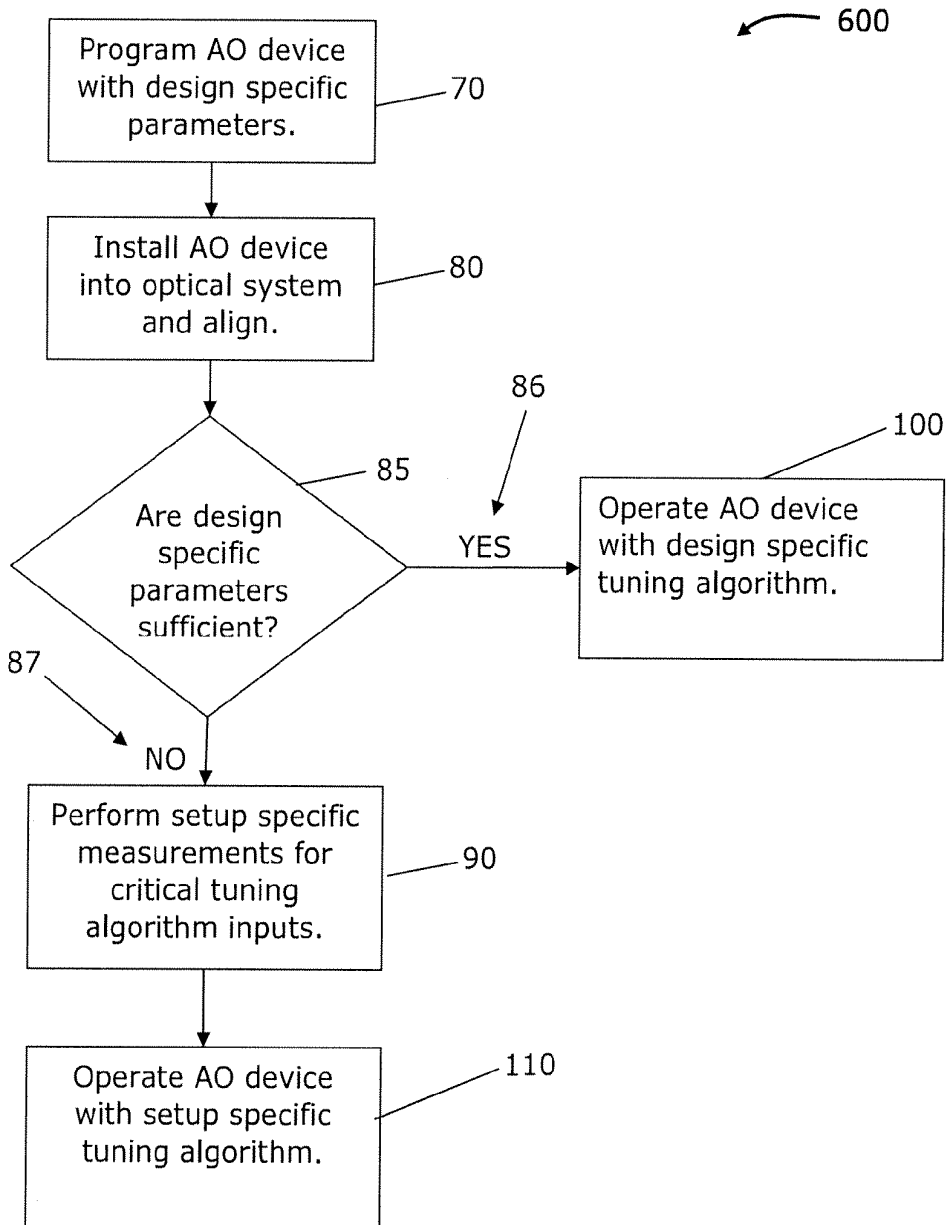 600
Program AO device
with design specific
parameters.
70
Install AO device
into optical system
and align.
80
86
100
85
Are design
specific
parameters
sufficient?
YES
Operate AO device
with design specific
tuning algorithm.
87
NO
Perform setup specific
measurements for
critical tuning
algorithm inputs.
90
Operate AO device
with setup specific
tuning algorithm.
110